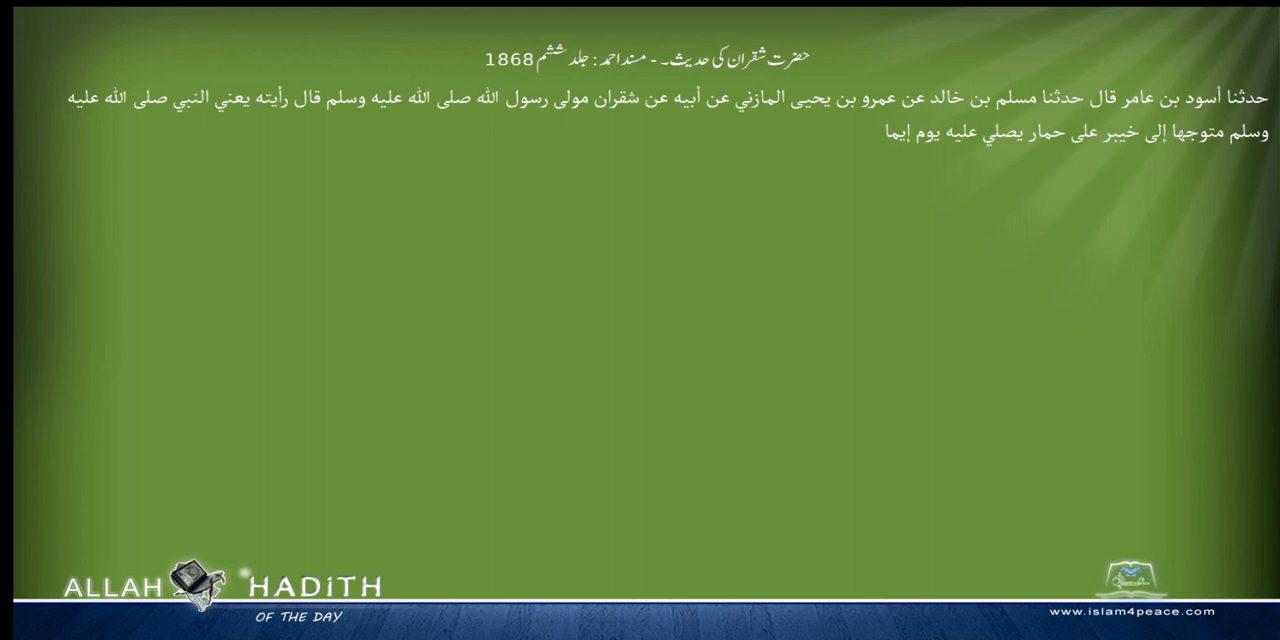 حضرت شقران کی حدیث۔ - مسند احمد : جلد ششم 1868
حدثنا أسود بن عامر قال حدثنا مسلم بن خالد عن عمرو بن يحيى المازني عن أبيه عن شقران مولى رسول الله صلى الله عليه وسلم قال رأيته يعني النبي صلى الله عليه
وسلم متوجها إلى خيبر على حمار يصلي عليه يوم إيما
ALLAH HADITH
OF THE DAY
www.islam4peace.com